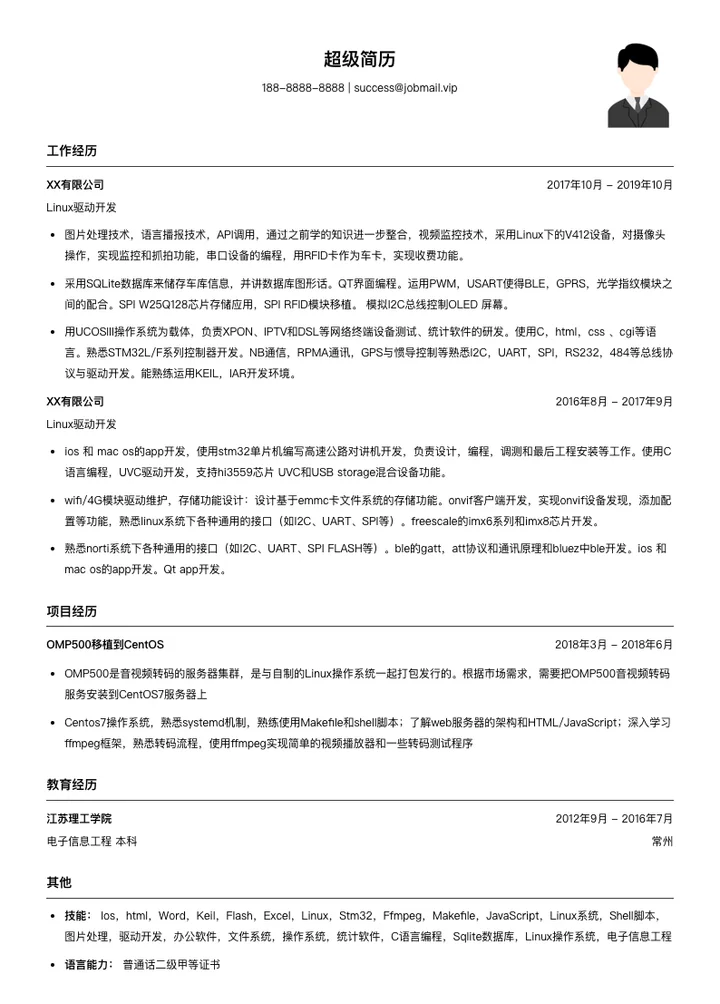 超级简历
188-8888-8888 | success@jobmail.vip
工作经历
XX有限公司 2017年10月 – 2019年10月
Linux驱动开发
• 图片处理技术，语言播报技术，API调用，通过之前学的知识进一步整合，视频监控技术，采用Linux下的V412设备，对摄像头
操作，实现监控和抓拍功能，串口设备的编程，用RFID卡作为车卡，实现收费功能。
• 采用SQLite数据库来储存车库信息，并讲数据库图形话。QT界面编程。运用PWM，USART使得BLE，GPRS，光学指纹模块之
间的配合。SPI W25Q128芯片存储应用，SPI RFID模块移植。 模拟I2C总线控制OLED 屏幕。
• 用UCOSIII操作系统为载体，负责XPON、IPTV和DSL等网络终端设备测试、统计软件的研发。使用C，html，css 、cgi等语
言。熟悉STM32L/F系列控制器开发。NB通信，RPMA通讯，GPS与惯导控制等熟悉I2C，UART，SPI，RS232，484等总线协
议与驱动开发。能熟练运用KEIL，IAR开发环境。
XX有限公司 2016年8月 – 2017年9月
Linux驱动开发
• ios 和 mac os的app开发，使用stm32单片机编写高速公路对讲机开发，负责设计，编程，调测和最后工程安装等工作。使用C
语言编程，UVC驱动开发，支持hi3559芯片 UVC和USB storage混合设备功能。
• wifi/4G模块驱动维护，存储功能设计：设计基于emmc卡文件系统的存储功能。onvif客户端开发，实现onvif设备发现，添加配
置等功能，熟悉linux系统下各种通用的接口（如I2C、UART、SPI等）。freescale的imx6系列和imx8芯片开发。
• 熟悉norti系统下各种通用的接口（如I2C、UART、SPI FLASH等）。ble的gatt，att协议和通讯原理和bluez中ble开发。ios 和
mac os的app开发。Qt app开发。
项目经历
OMP500移植到CentOS 2018年3月 – 2018年6月
• OMP500是音视频转码的服务器集群，是与自制的Linux操作系统一起打包发行的。根据市场需求，需要把OMP500音视频转码
服务安装到CentOS7服务器上
• Centos7操作系统，熟悉systemd机制，熟练使用Makefile和shell脚本；了解web服务器的架构和HTML/JavaScript；深入学习
ffmpeg框架，熟悉转码流程，使用ffmpeg实现简单的视频播放器和一些转码测试程序
教育经历
江苏理工学院 2012年9月 – 2016年7月
电子信息工程 本科 常州
其他
• 技能： Ios，html，Word，Keil，Flash，Excel，Linux，Stm32，Ffmpeg，Makefile，JavaScript，Linux系统，Shell脚本，
图片处理，驱动开发，办公软件，文件系统，操作系统，统计软件，C语言编程，Sqlite数据库，Linux操作系统，电子信息工程
• 语言能力： 普通话二级甲等证书